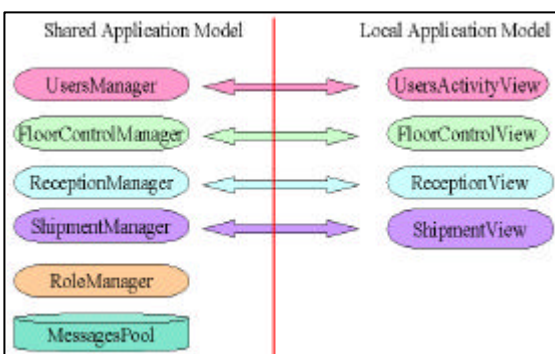 Shared Application Model
Local Application Model
UsersManager
UsersActivityView
FloorControlManager
FloorControlView
ReceptionManager
ReceptionView
ShipmentManager
ShipmentView
RoleManager
MessagesPool